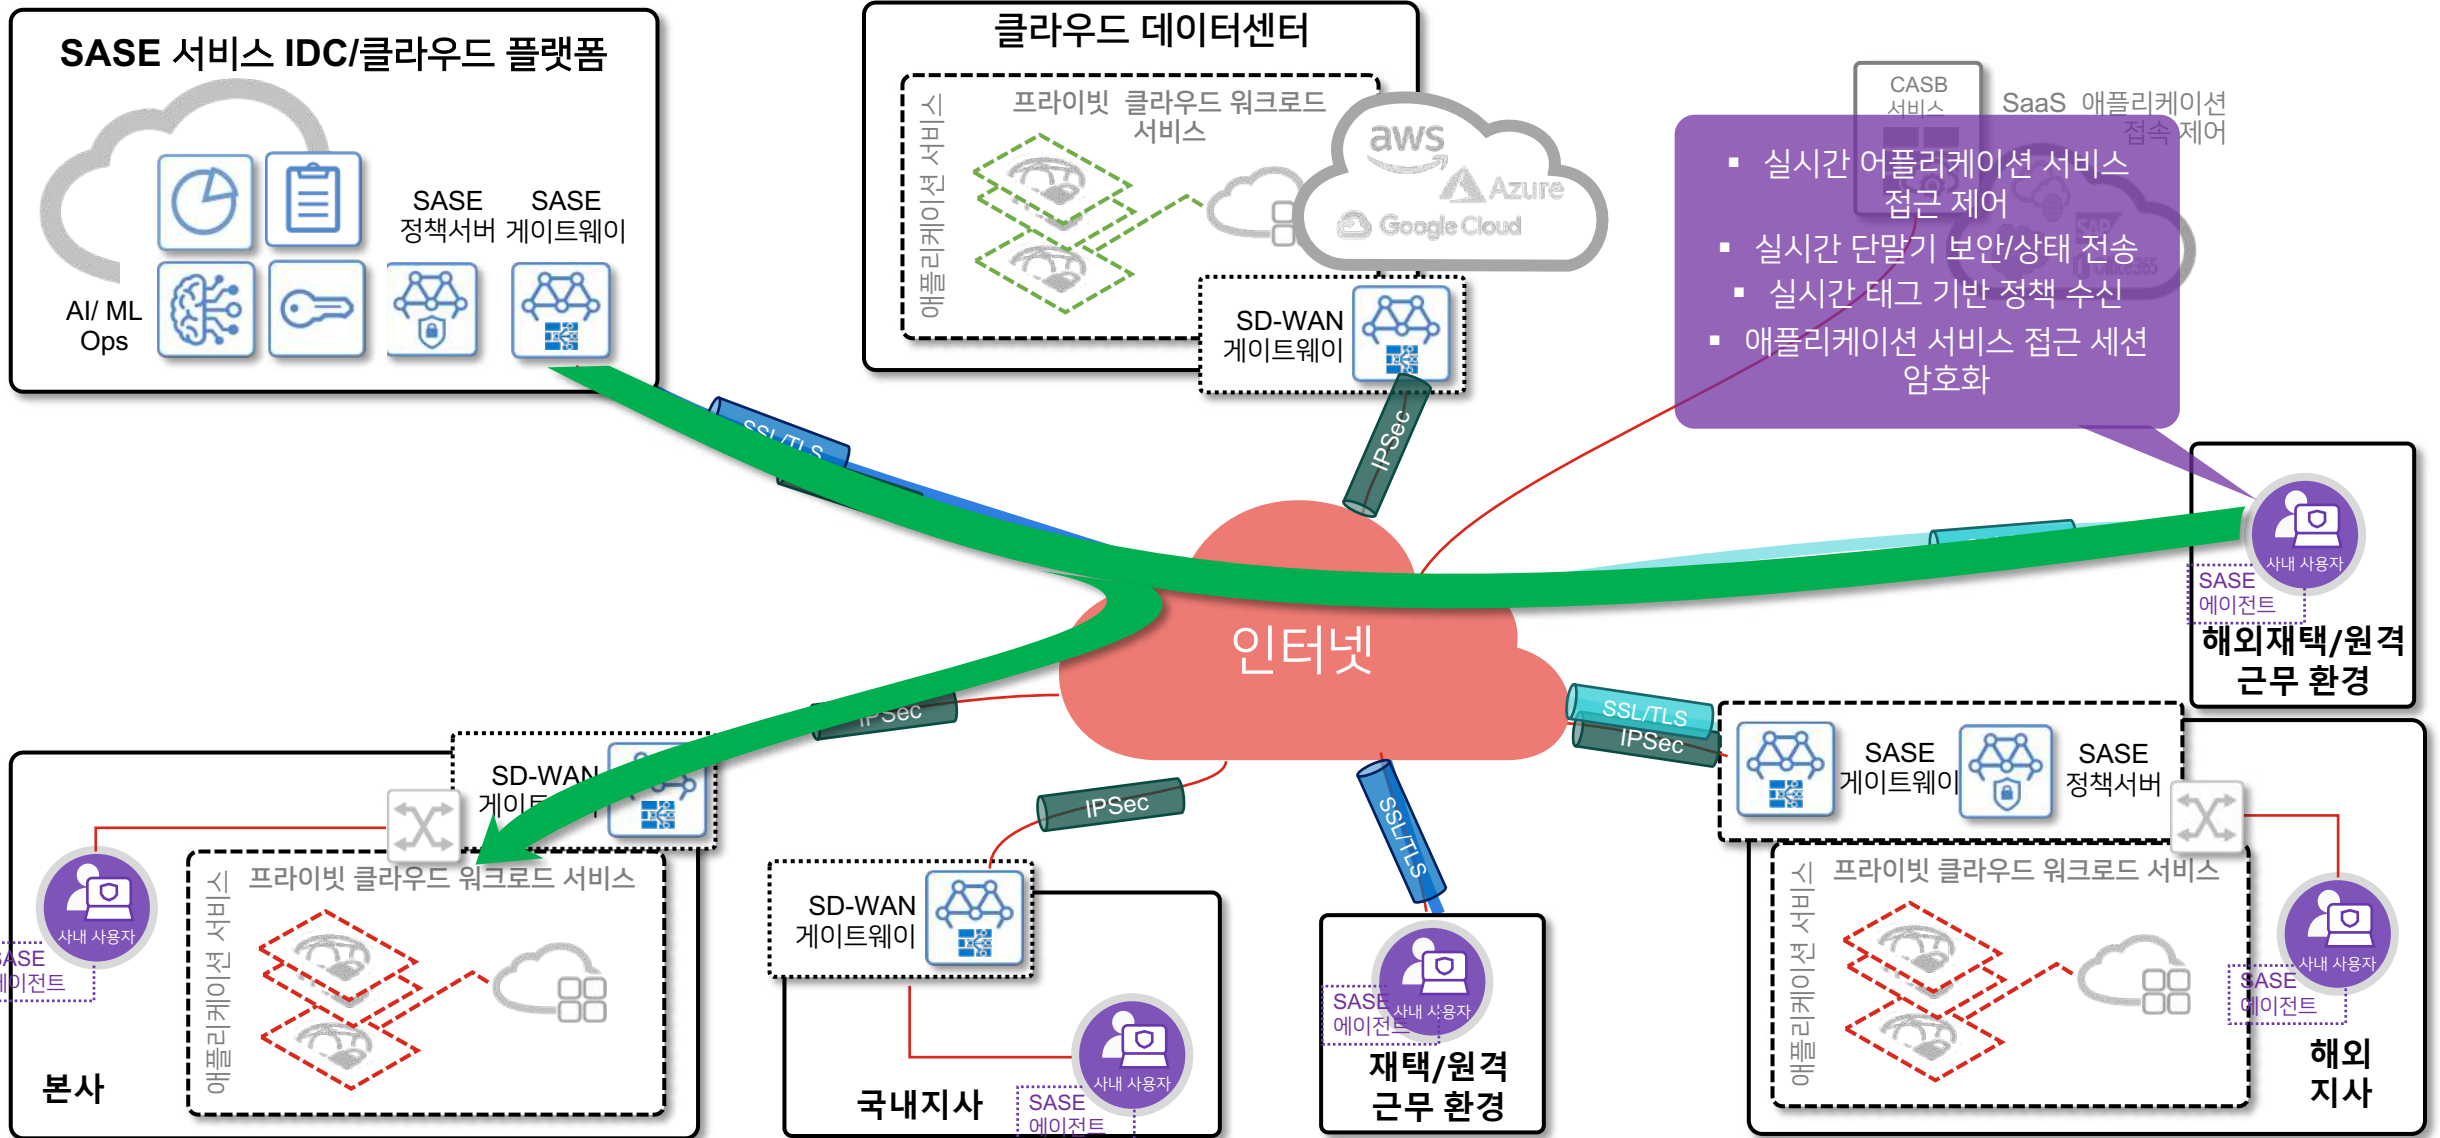 SASE 서비스 IDC/클라우드 플랫폼
SASE
정책서버
SASE
게이트웨이
AI/ ML
Ops
클라우드 데이터센터
애플리케이션 서비스
프라이빗 클라우드 워크로드
서비스
aws
Azure
Google Cloud
SD-WAN
게이트웨이
CASB
서비스
SaaS 애플리케이션
접속 제어
SAP
Office365
▪ 실시간 어플리케이션 서비스
접근 제어
▪ 실시간 단말기 보안/상태 전송
▪ 실시간 태그 기반 정책 수신
▪ 애플리케이션 서비스 접근 세션
암호화
SSL/TLS
IPSec
사내 사용자
SASE
에이전트
해외재택/원격
근무 환경
인터넷
IPSec
IPSec
SSL/TLS
SSL/TLS
IPSec
SD-WAN
게이트웨이
사내 사용자
SASE
에이전트
애플리케이션 서비스
프라이빗 클라우드 워크로드 서비스
본사
SD-WAN
게이트웨이
사내 사용자
SASE
에이전트
국내지사
사내 사용자
SASE
에이전트
재택/원격
근무 환경
SASE
게이트웨이
SASE
정책서버
애플리케이션 서비스
프라이빗 클라우드 워크로드 서비스
사내 사용자
SASE
에이전트
해외
지사